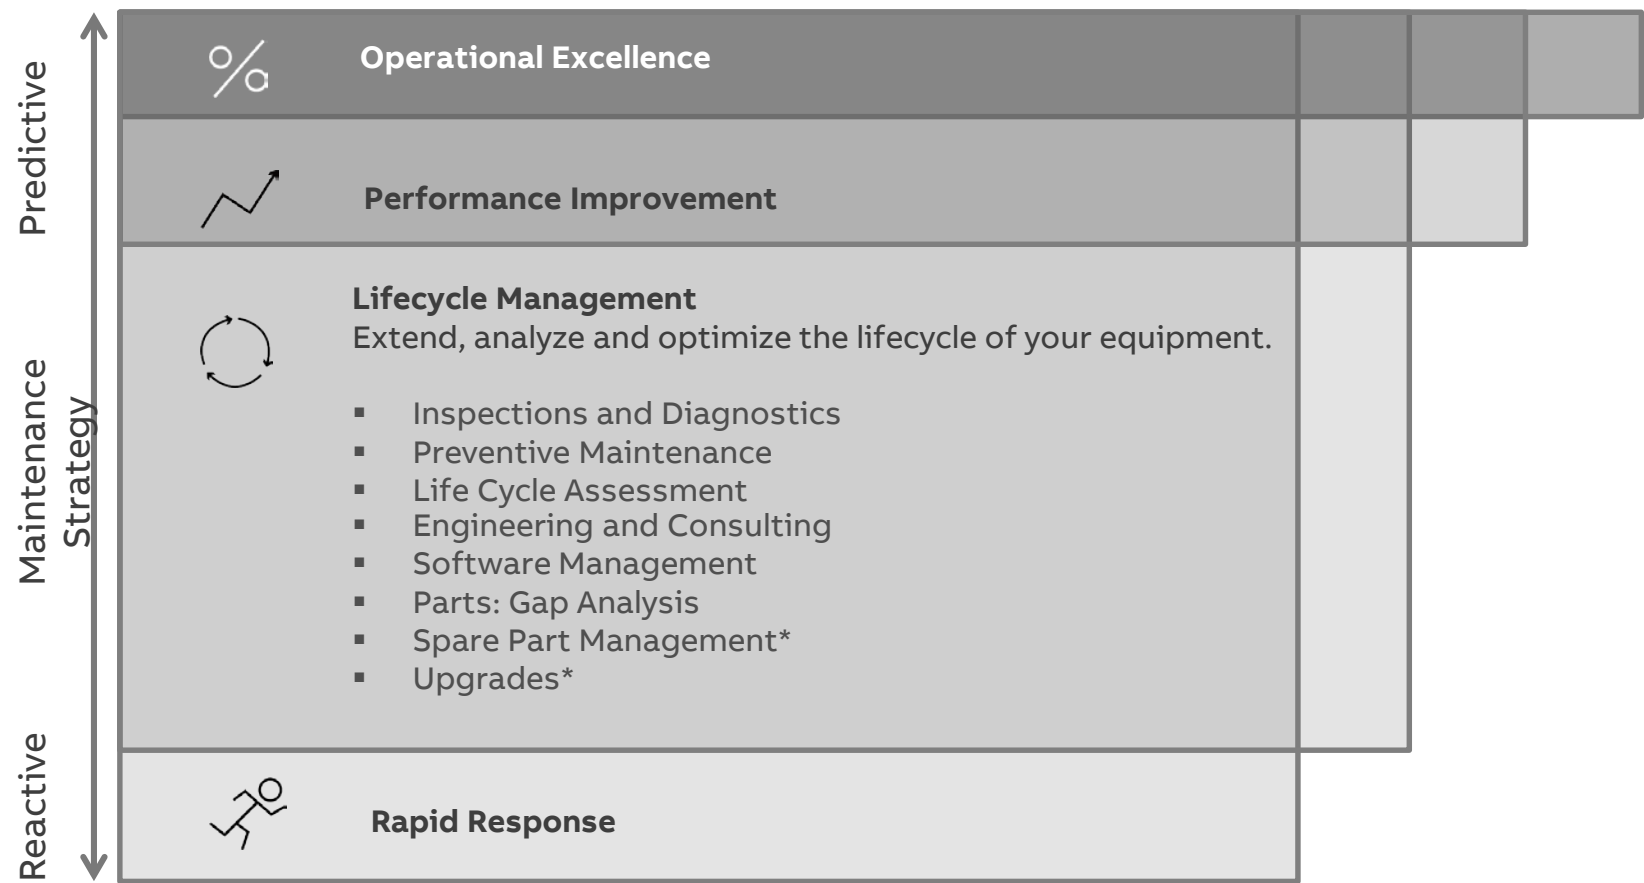 Predictive
Maintenance
Strategy
Reactive
Operational Excellence
Performance Improvement
Lifecycle Management
Extend, analyze and optimize the lifecycle of your equipment.
▪ Inspections and Diagnostics
▪ Preventive Maintenance
▪ Life Cycle Assessment
▪ Engineering and Consulting
▪ Software Management
▪ Parts: Gap Analysis
▪ Spare Part Management*
▪ Upgrades*
Rapid Response